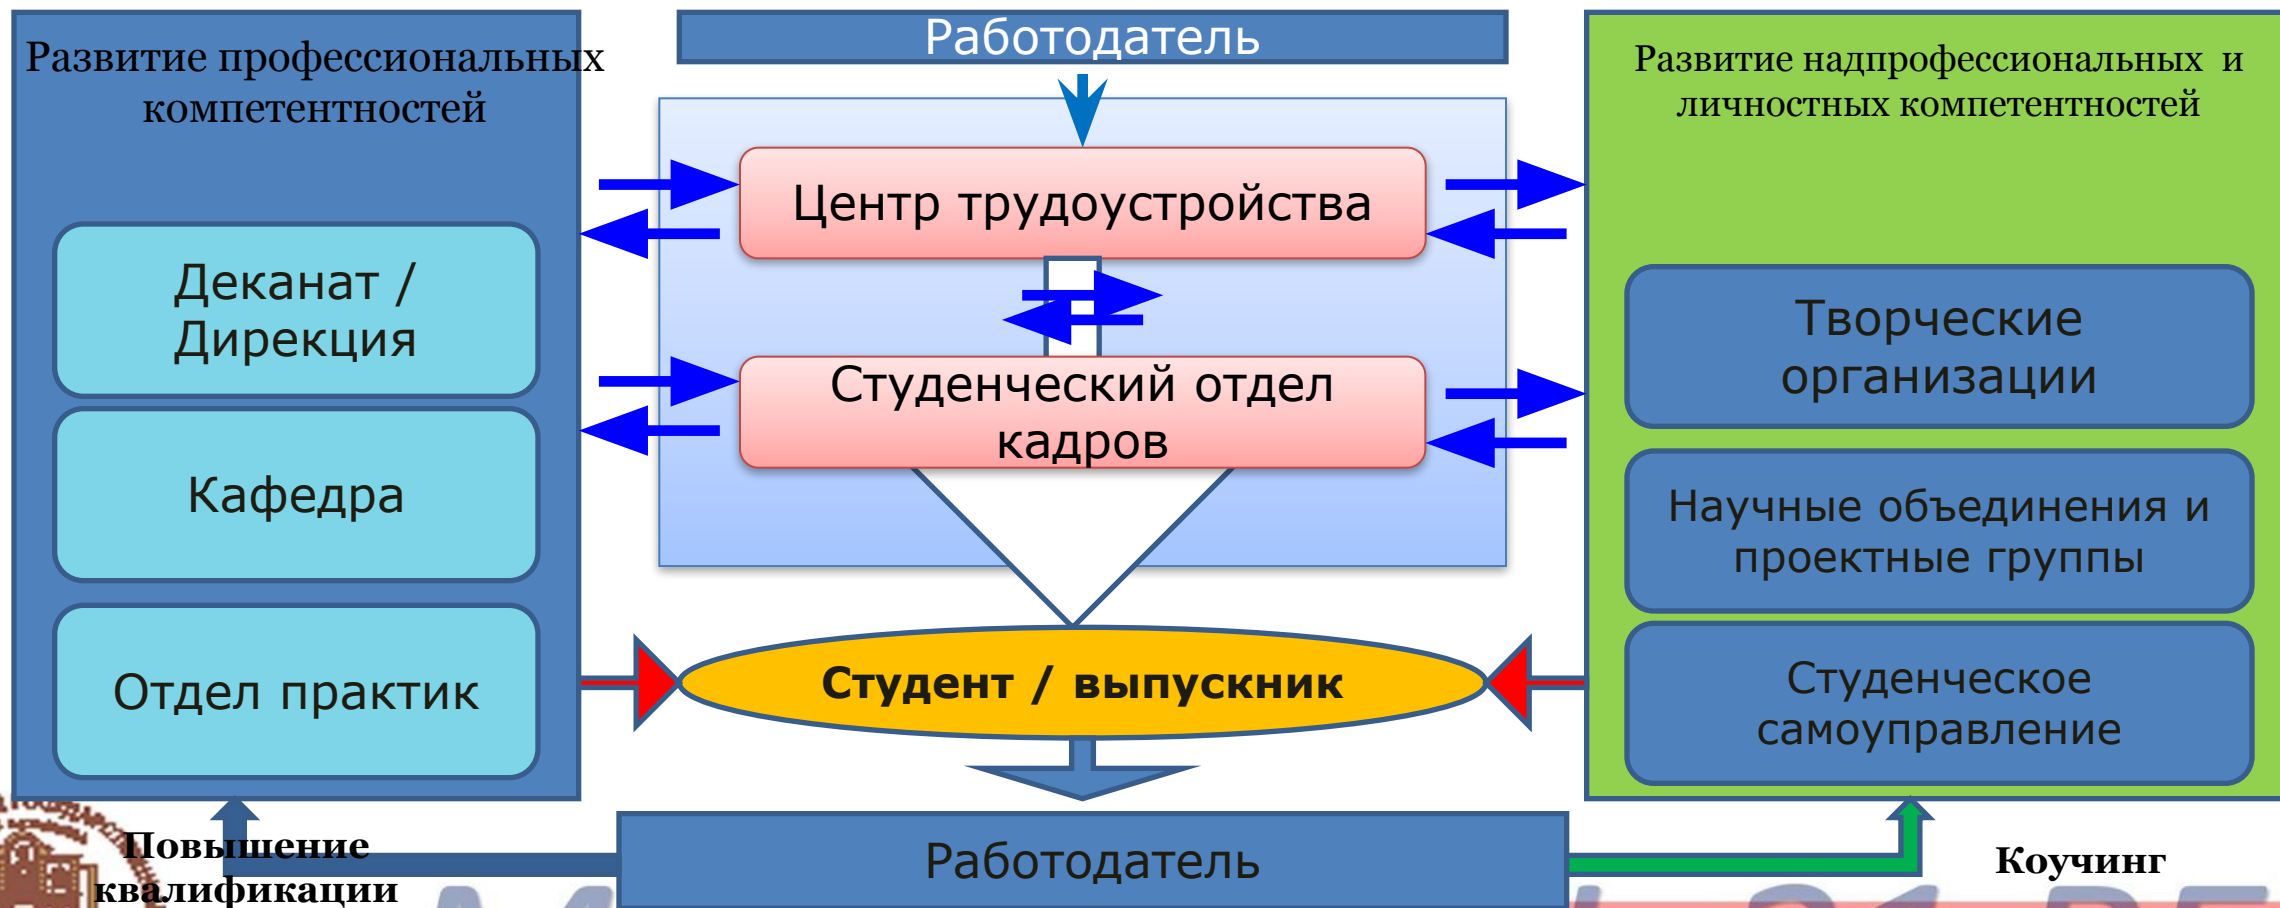 Развитие профессиональных
компетентностей
Деканат /
Дирекция
Кафедра
Отдел практик
Работодатель
Центр трудоустройства
Студенческий отдел
кадров
Студент / выпускник
Развитие надпрофессиональных и
личностных компетентностей
Творческие
организации
Научные объединения и
проектные группы
Студенческое
самоуправление
Повышение
квалификации
Работодатель
Коучинг